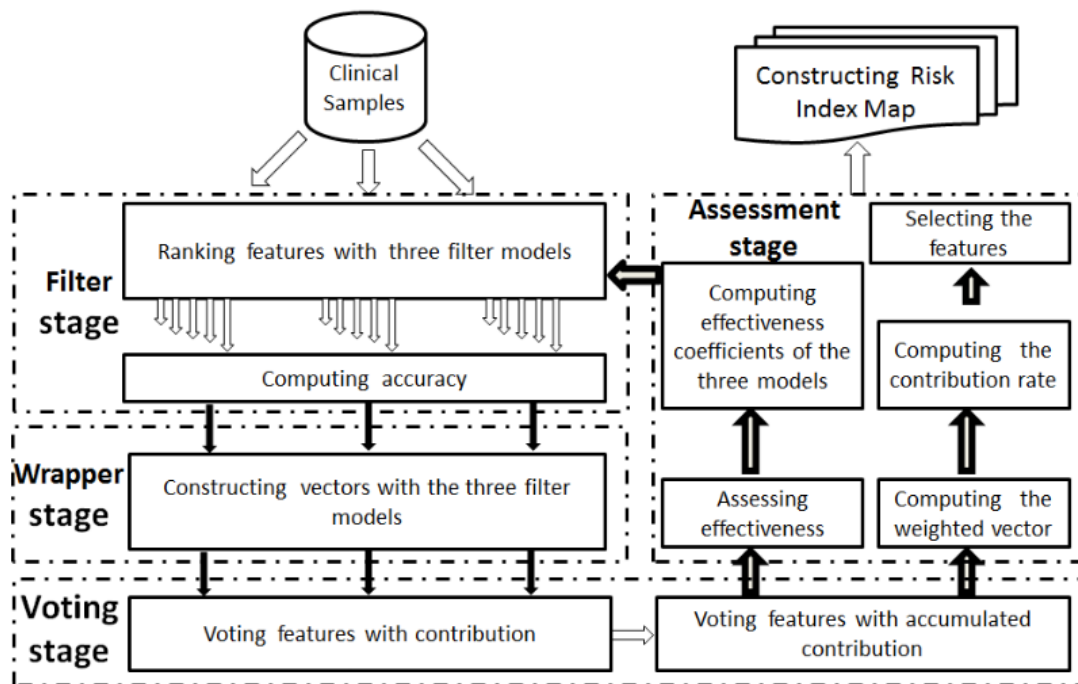 Clinical
Samples
Constructing Risk
Index Map
Filter
stage
Ranking features with three filter models
Computing accuracy
Assessment
stage
Selecting the
features
Computing
effectiveness
coefficients of the
three models
Computing the
contribution rate
Wrapper
stage
Constructing vectors with the three filter
models
Assessing
effectiveness
Computing the
weighted vector
Voting
stage
Voting features with contribution
Voting features with accumulated
contribution